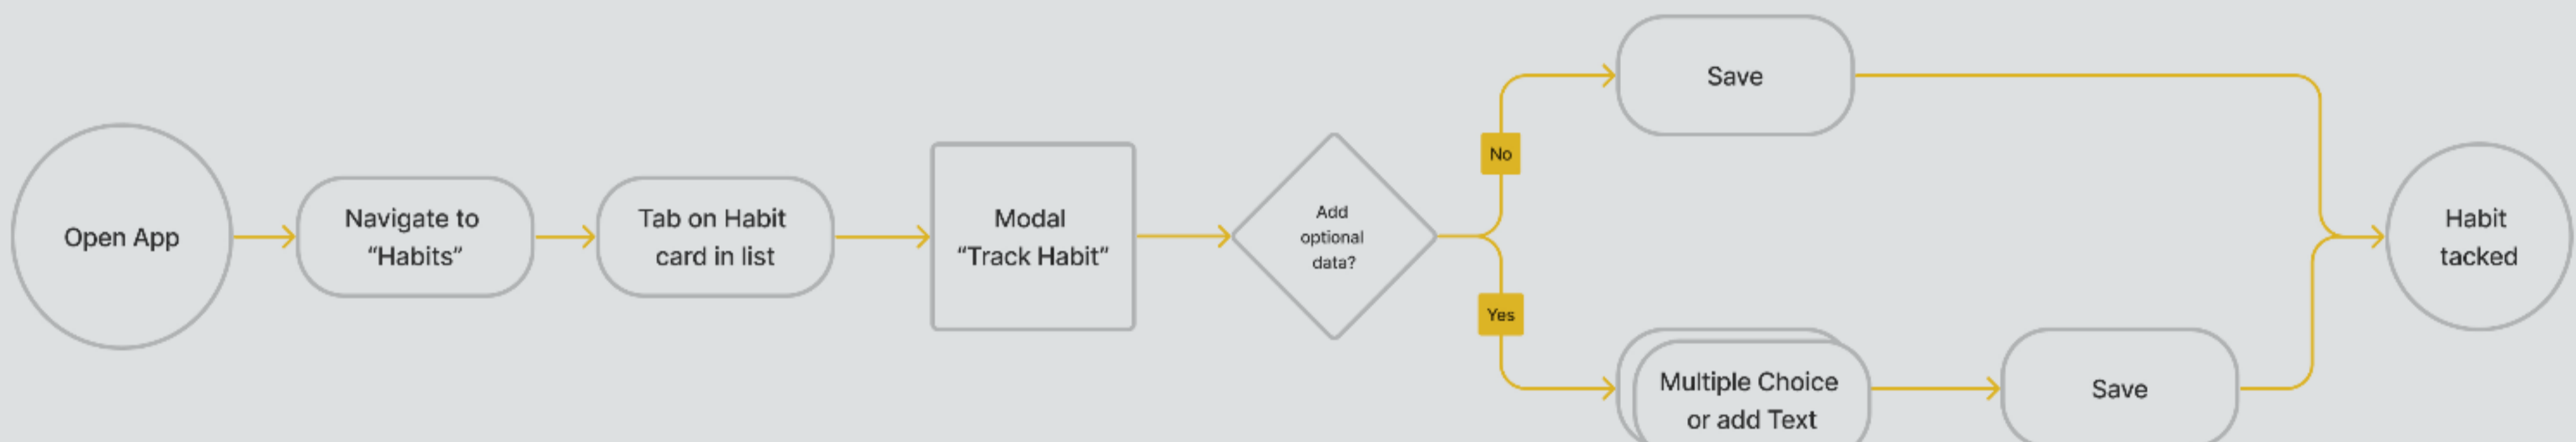 Open App
Navigate to
“Habits”
Tab on Habit
card in list
Modal
“Track Habit”
Add
optional
data?
No
Save
Yes
Multiple Choice
or add Text
Save
Habit
tacked